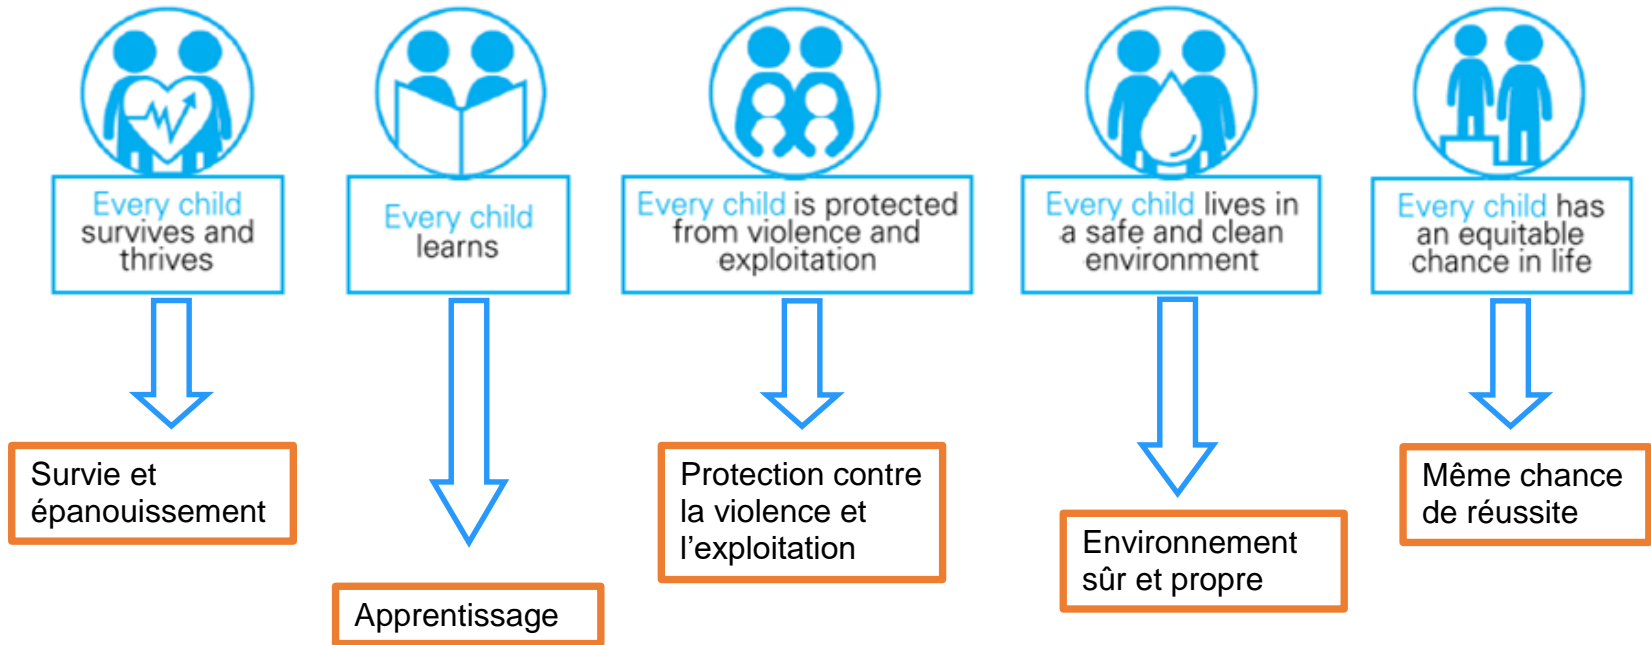 Every child
survives and
thrives
Every child
learns
Every child is protected
from violence and
exploitation
Every child lives in
a safe and clean
environment
Every child has
an equitable
chance in life
Survie et
épanouissement
Apprentissage
Protection contre
la violence et
l’exploitation
Environnement
sûr et propre
Même chance
de réussite